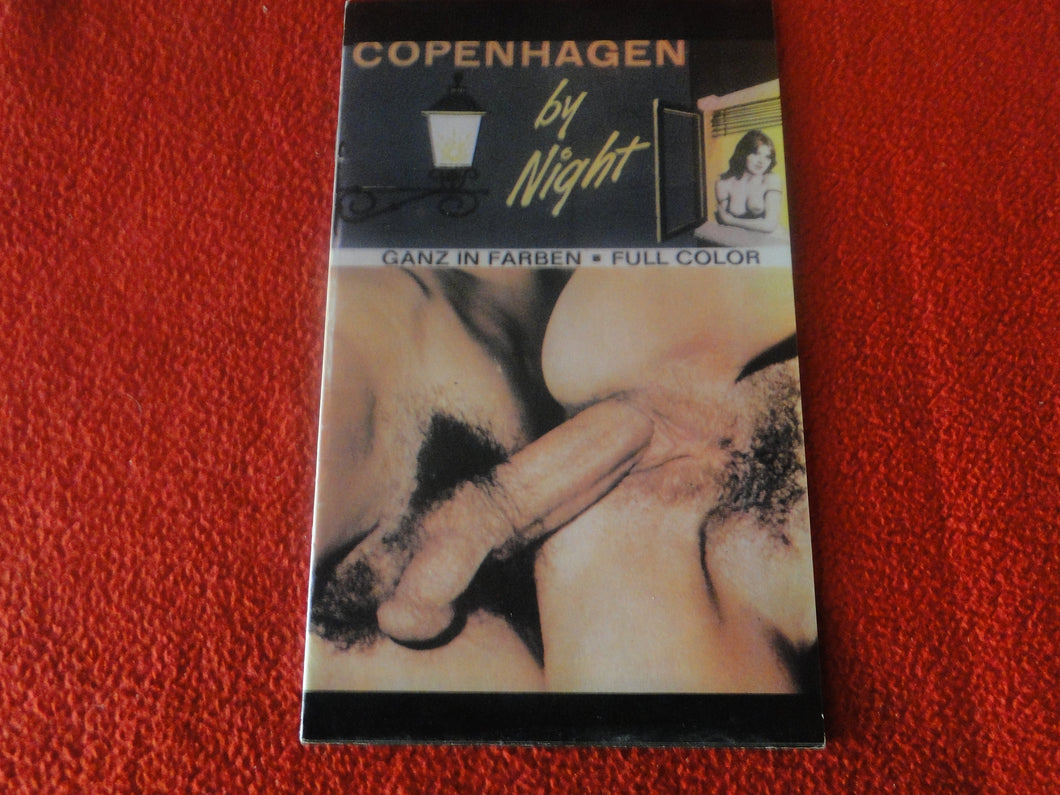 COPENHAGEN
by
Night
GANZ IN FARBEN ▪ FULL COLOR